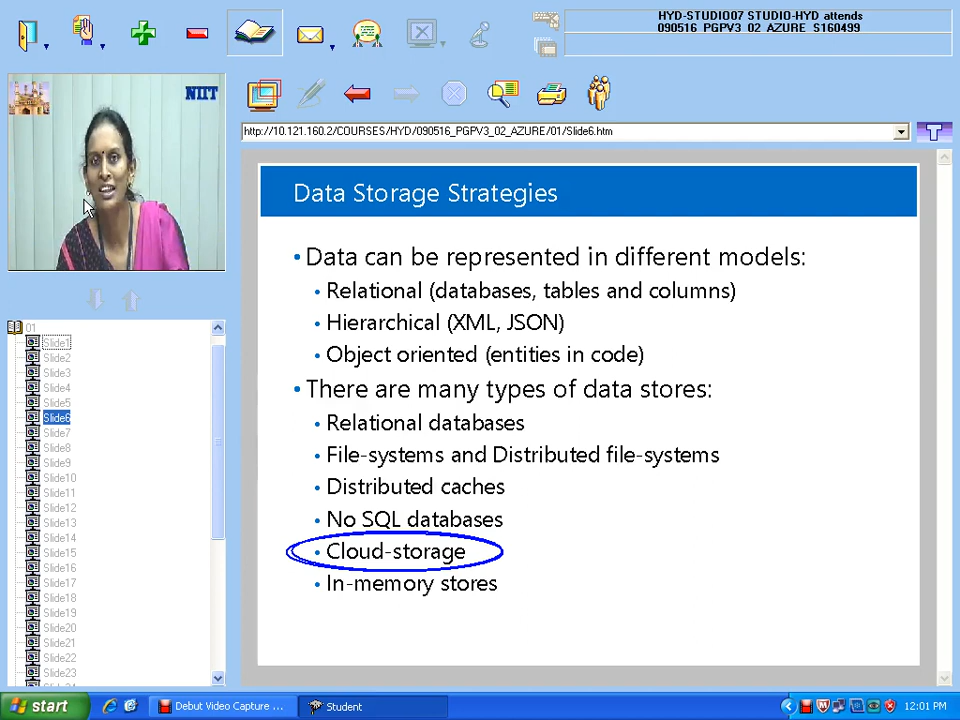 HYD-STUDIO07 STUDIO-HYD attends
090516_PGPV3_02_AZURE_S160499
NIIT
http://10.121.160.2/COURSES/HYD/090516_PGPV3_02_AZURE/01/Slide6.htm
T
Data Storage Strategies
• Data can be represented in different models:
• Relational (databases, tables and columns)
• Hierarchical (XML, JSON)
• Object oriented (entities in code)
• There are many types of data stores:
• Relational databases
• File-systems and Distributed file-systems
• Distributed caches
• No SQL databases
• Cloud-storage
• In-memory stores
01
Slide1
Slide2
Slide3
Slide4
Slide5
Slide6
Slide7
Slide8
Slide9
Slide10
Slide11
Slide12
Slide13
Slide14
Slide15
Slide16
Slide17
Slide18
Slide19
Slide20
Slide21
Slide22
Slide23
start
Debut Video Capture ...
Student
12:01 PM